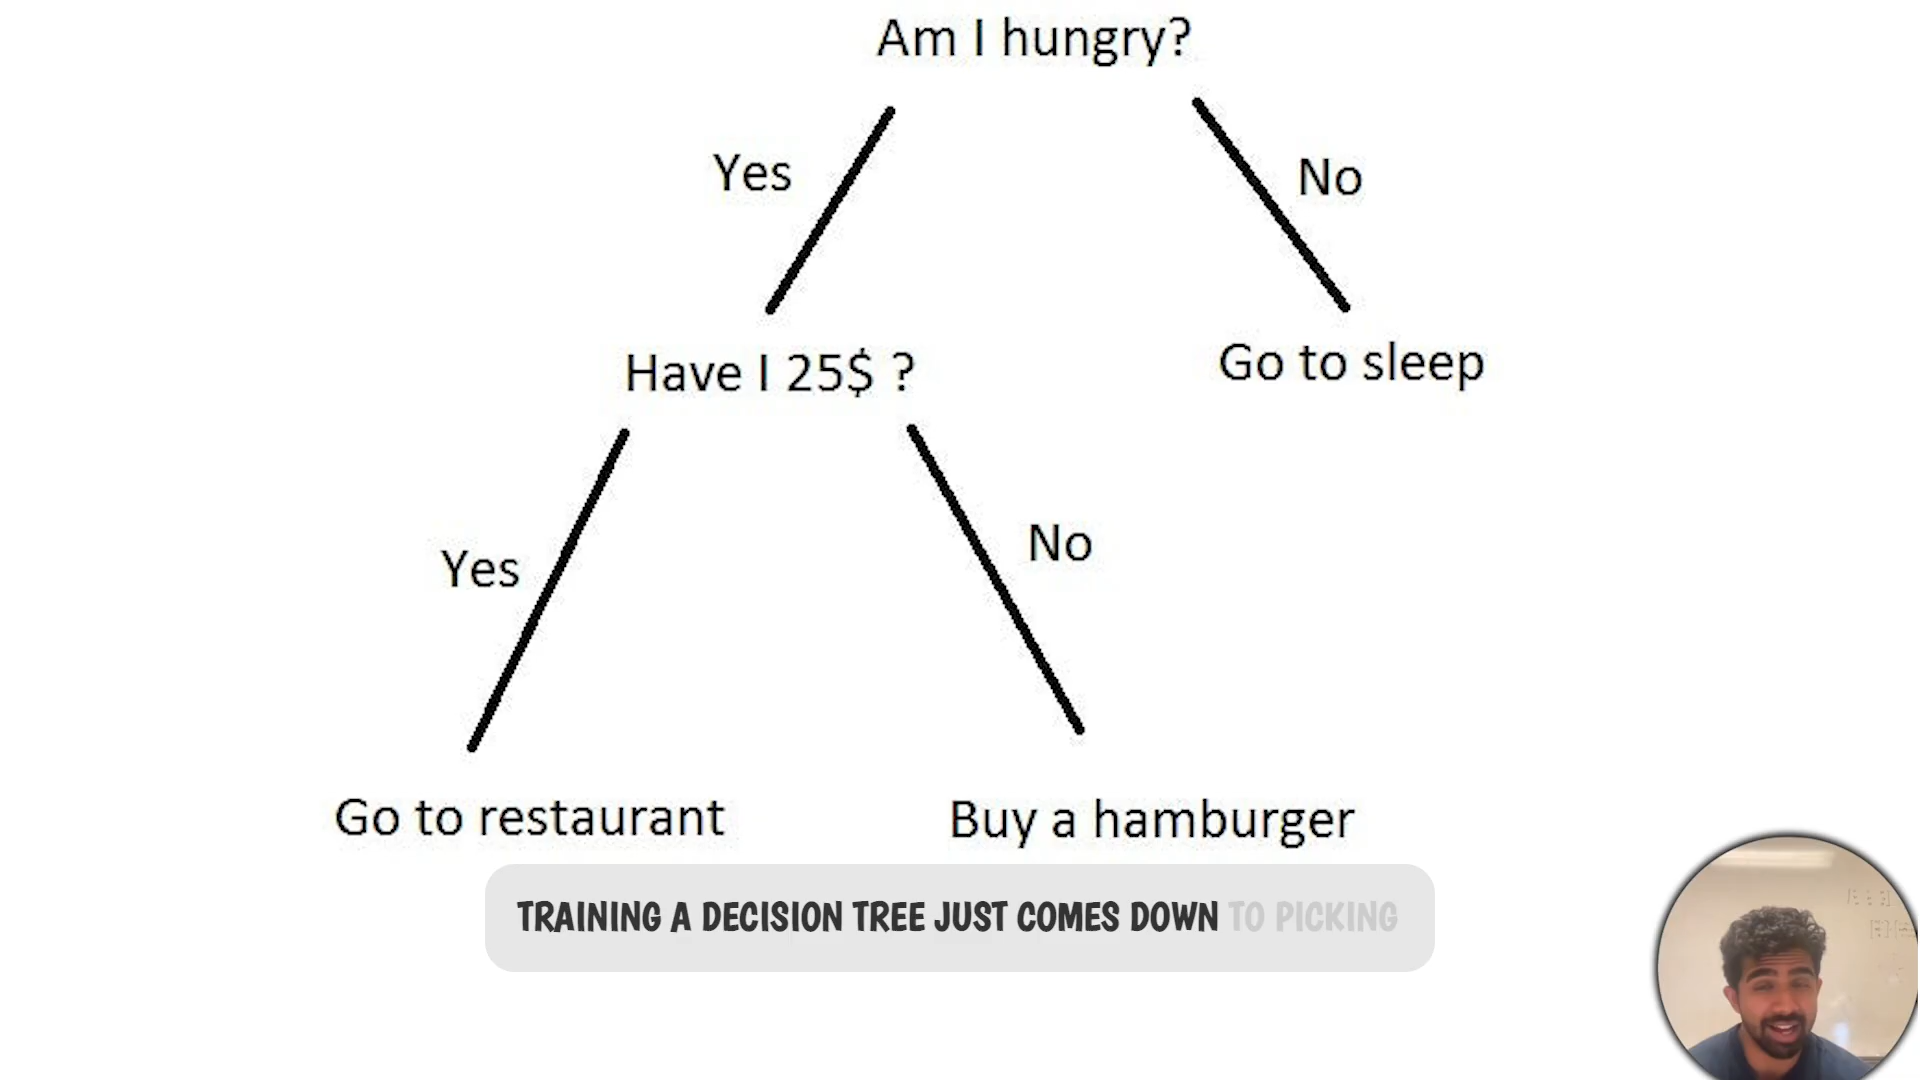 Am I hungry?
Yes
No
Have I 25$ ?
Go to sleep
Yes
No
Go to restaurant
Buy a hamburger
TRAINING A DECISION TREE JUST COMES DOWN TO PICKING